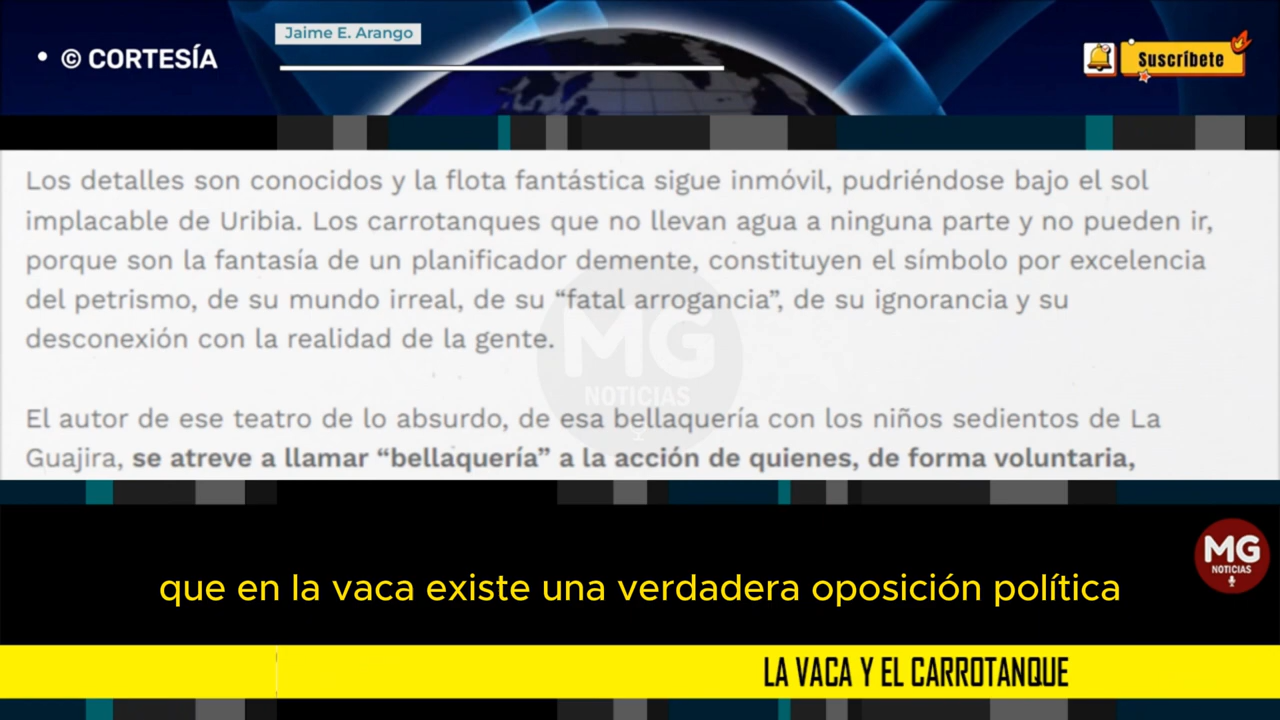 Jaime E. Arango
• © CORTESÍA
Suscríbete
Los detalles son conocidos y la flota fantástica sigue inmóvil, pudriéndose bajo el sol
implacable de Uribia. Los carrotanques que no llevan agua a ninguna parte y no pueden ir,
porque son la fantasía de un planificador demente, constituyen el símbolo por excelencia
del petrismo, de su mundo irreal, de su “fatal arrogancia”, de su ignorancia y su
desconexión con la realidad de la gente.
MG
NOTICIAS
El autor de ese teatro de lo absurdo, de esa bellaquería con los niños sedientos de La
Guajira, se atreve a llamar “bellaquería” a la acción de quienes, de forma voluntaria,
MG
NOTICIAS
que en la vaca existe una verdadera oposición política
LA VACA Y EL CARROTANQUE